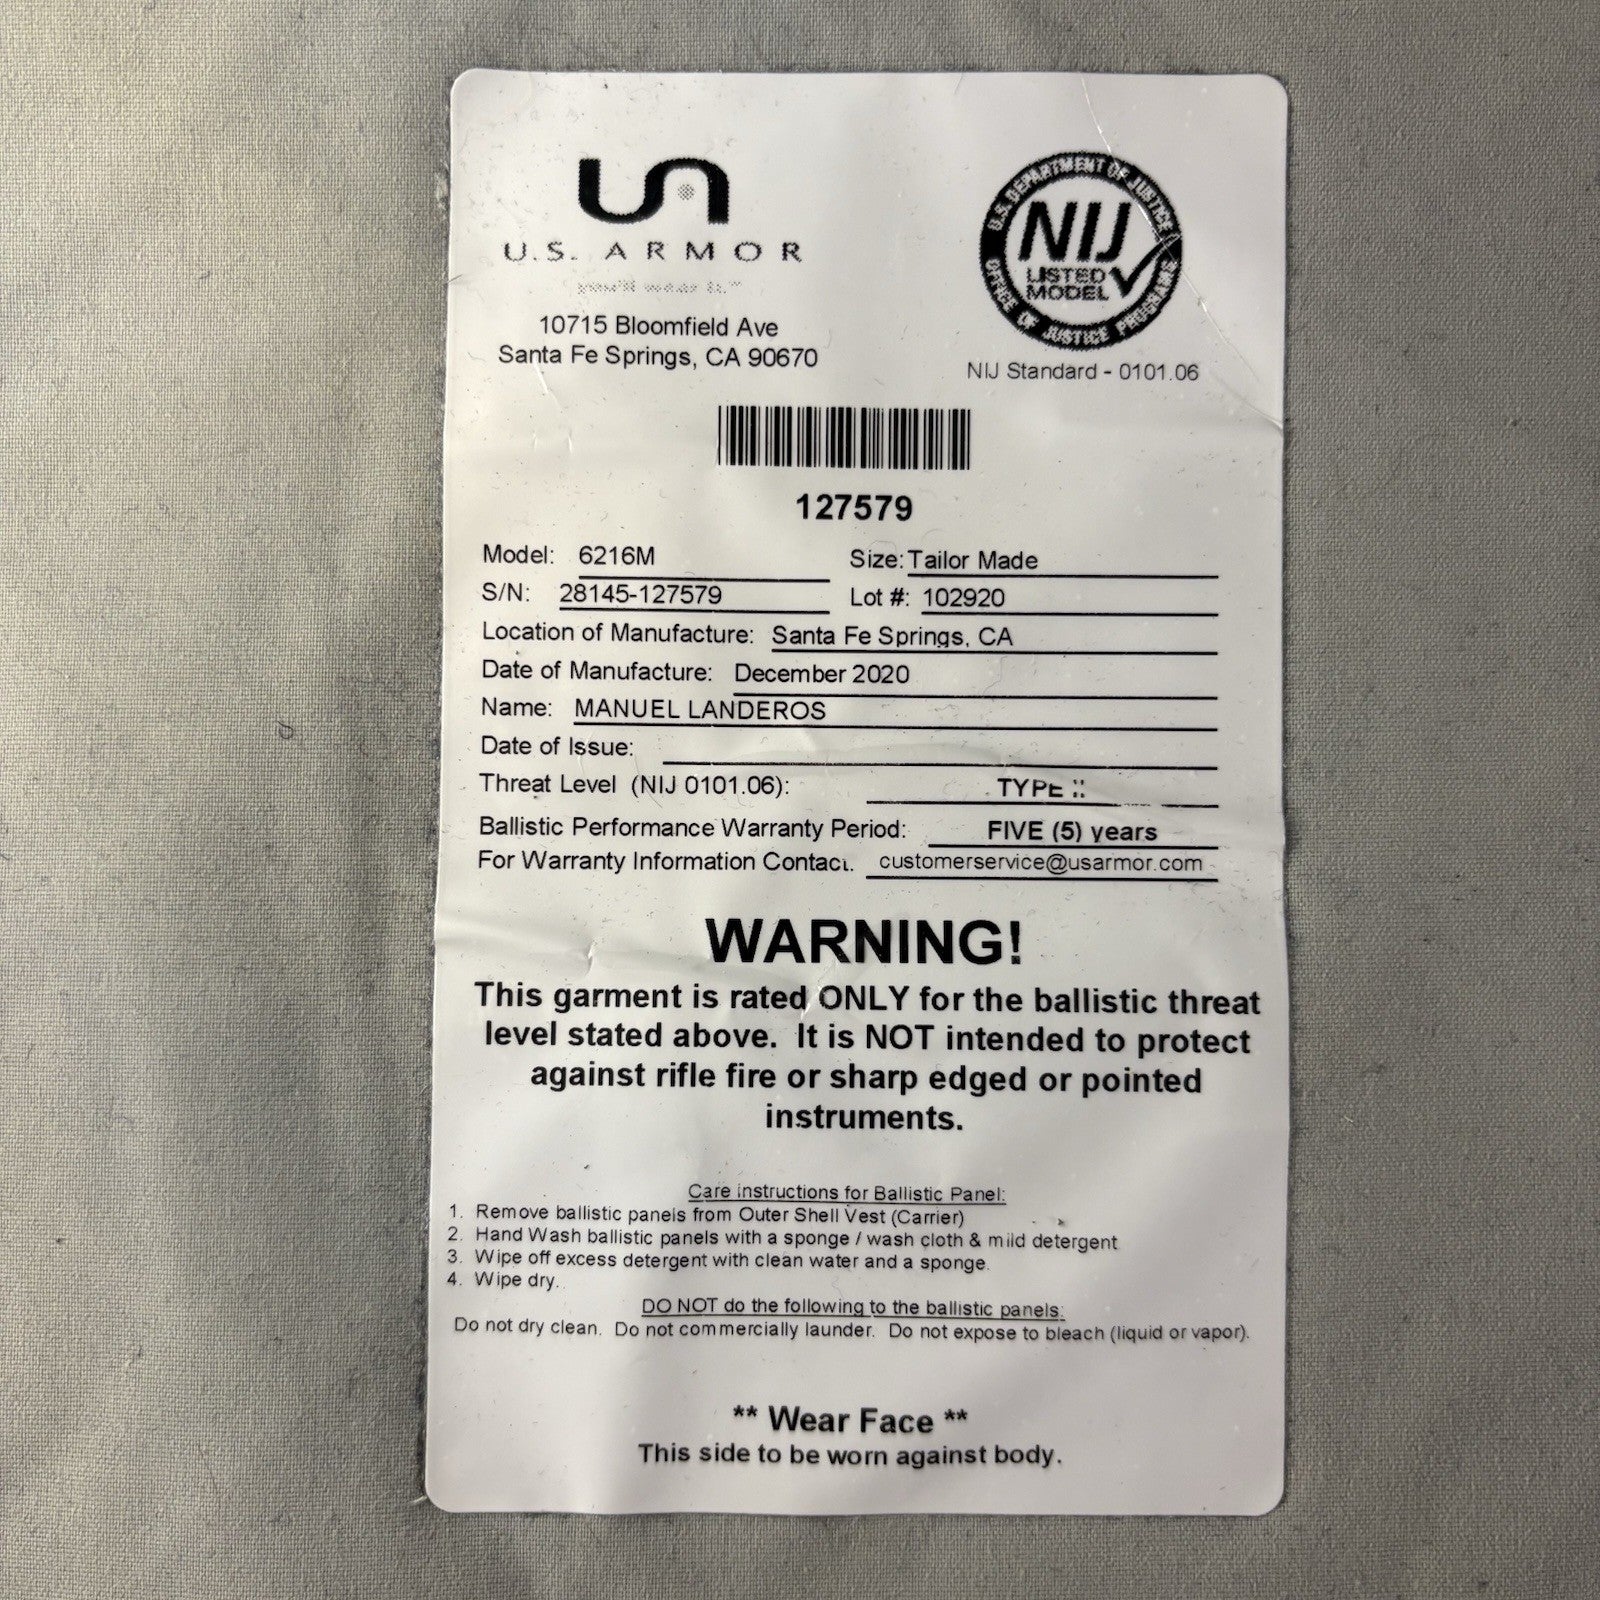 U.S. ARMOR
you'll wear it.™
10715 Bloomfield Ave
Santa Fe Springs, CA 90670
U.S. DEPARTMENT OF JUSTICE
NIJ
LISTED
MODEL
OFFICE OF JUSTICE PROGRAMS
NIJ Standard - 0101.06
127579
Model: 6216M Size: Tailor Made
S/N: 28145-127579 Lot #: 102920
Location of Manufacture: Santa Fe Springs, CA
Date of Manufacture: December 2020
Name: MANUEL LANDEROS
Date of Issue:
Threat Level (NIJ 0101.06): TYPE II
Ballistic Performance Warranty Period: FIVE (5) years
For Warranty Information Contact: customerservice@usarmor.com
WARNING!
This garment is rated ONLY for the ballistic threat
level stated above. It is NOT intended to protect
against rifle fire or sharp edged or pointed
instruments.
Care instructions for Ballistic Panel:
1. Remove ballistic panels from Outer Shell Vest (Carrier)
2. Hand Wash ballistic panels with a sponge / wash cloth & mild detergent
3. Wipe off excess detergent with clean water and a sponge.
4. Wipe dry.
DO NOT do the following to the ballistic panels:
Do not dry clean. Do not commercially launder. Do not expose to bleach (liquid or vapor).
** Wear Face **
This side to be worn against body.